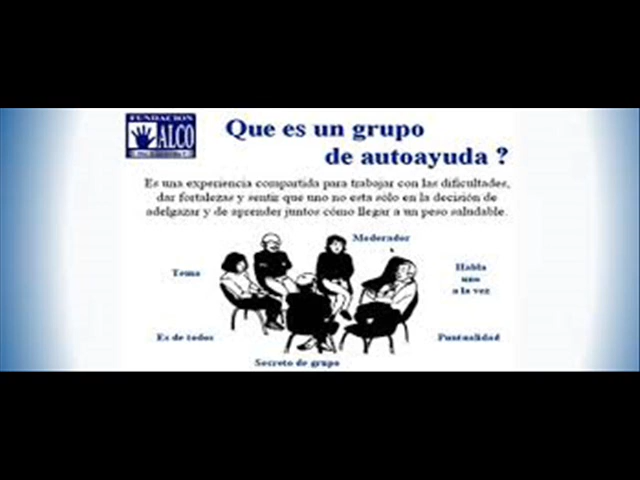 FUNDACION
ALCO
Que es un grupo
de autoayuda ?
Es una experiencia compartida para trabajar con las dificultades,
dar fortalezas y sentir que uno no esta sólo en la decisión de
adelgazar y de aprender juntos cómo llegar a un peso saludable.
Moderador
Tema
Habla
uno
a la vez
Es de todos
Puntualidad
Secreto de grupo